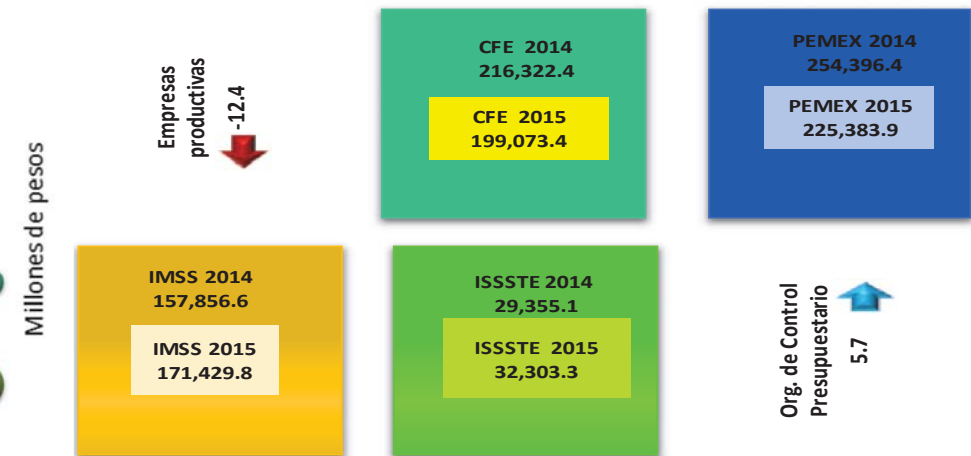 Millones de pesos
Empresas
productivas
-12.4
CFE 2014
216,322.4
CFE 2015
199,073.4
PEMEX 2014
254,396.4
PEMEX 2015
225,383.9
IMSS 2014
157,856.6
IMSS 2015
171,429.8
ISSSTE 2014
29,355.1
ISSSTE 2015
32,303.3
Org. de Control
Presupuestario
5.7